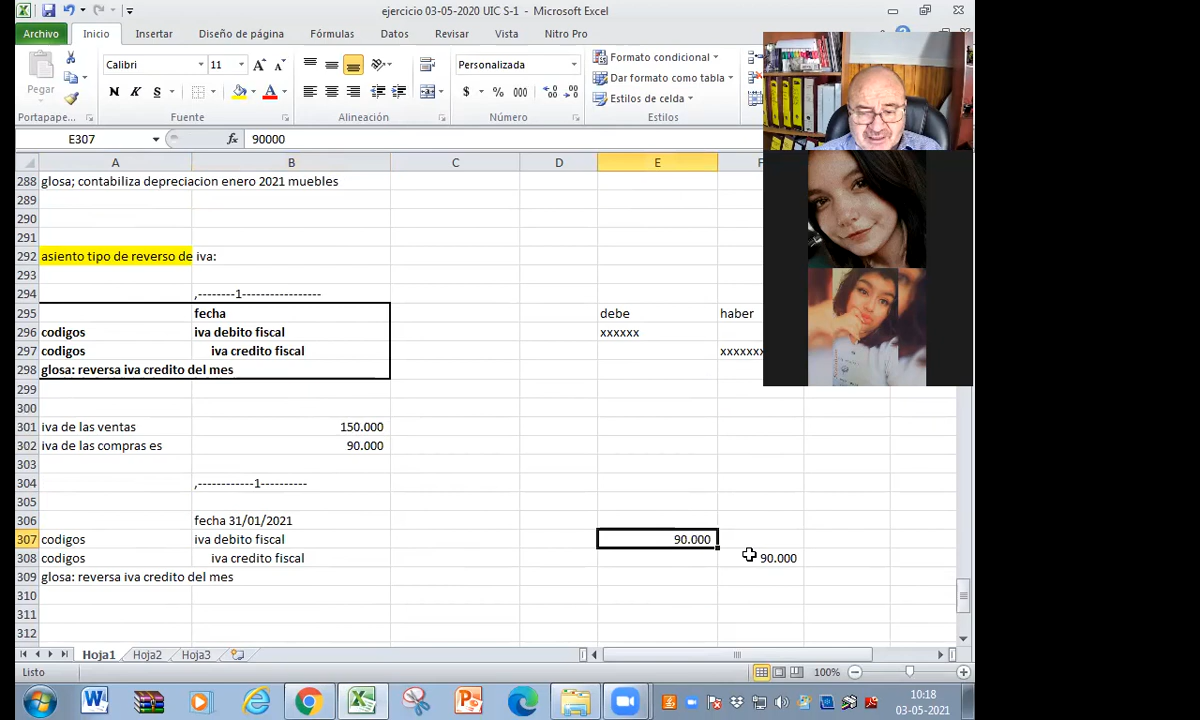 ejercicio 03-05-2020 UIC S-1 - Microsoft Excel
Archivo Inicio Insertar Diseño de página Fórmulas Datos Revisar Vista Nitro Pro
Pegar
Calibri 11
N K S
Personalizada
$ % 000
Formato condicional
Dar formato como tabla
Estilos de celda
Portapape... Fuente Alineación Número Estilos
E307 fx 90000
A B C D E F
288 glosa; contabiliza depreciacion enero 2021 muebles
289
290
291
292 asiento tipo de reverso de iva:
293
294 ,--------1-----------------
295 fecha debe haber
296 codigos iva debito fiscal xxxxxx
297 codigos iva credito fiscal xxxxxxx
298 glosa: reversa iva credito del mes
299
300
301 iva de las ventas 150.000
302 iva de las compras es 90.000
303
304 ,------------1----------
305
306 fecha 31/01/2021
307 codigos iva debito fiscal 90.000
308 codigos iva credito fiscal 90.000
309 glosa: reversa iva credito del mes
310
311
312
Hoja1 Hoja2 Hoja3
Listo 100%
10:18
03-05-2021